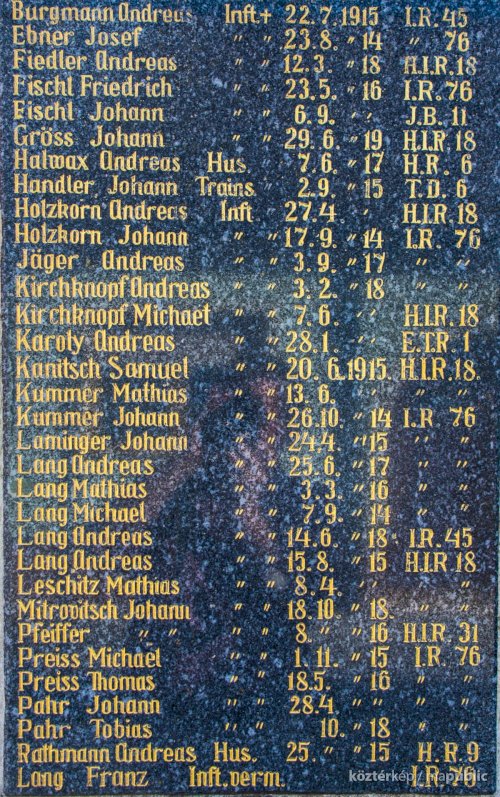 Burgmann Andreas Inft + 22.7.1915 I.R. 45
Ebner Josef " " 23.8. " 14 " 76
Fiedler Andreas " " 12.3. " 18 H.I.R. 18
Fischl Friedrich " " 23.5. " 16 I.R. 76
Fischl Johann " " 6.9. " " J.B. 11
Gröss Johann " " 29.6. " 19 H.I.R. 18
Halwax Andreas Hus. " 7.6. " 17 H.R. 6
Handler Johann Trains. " 2.9. " 15 T.D. 6
Holzkorn Andreas Inft " 27.4. " " H.I.R. 18
Holzkorn Johann " " 17.9. " 14 I.R. 76
Jäger Andreas " " 3.9. " 17 " "
Kirchknopf Andreas " " 3.2. " 18 " "
Kirchknopf Michael " " 7.6. " " H.I.R. 18
Karoly Andreas " " 28.1. " " E.T.R. 1
Kanitsch Samuel " " 20.6.1915. H.I.R. 18.
Kummer Mathias " " 13.6. " "
Kummer Johann " " 26.10. " 14 I.R. 76
Laminger Johann " " 24.4. " 15 " "
Lang Andreas " " 25.6. " 17 " "
Lang Mathias " " 3.3. " 16 " "
Lang Michael " " 7.9. " 14 " "
Lang Andreas " " 14.6. " 18. I.R. 45
Lang Andreas " " 15.8. " 15 H.I.R. 18.
Leschitz Mathias " " 8.4. " " "
Mitrovitsch Johann " " 18.10. " 18. " "
Pfeiffer " " " " 8. " " 16 H.I.R. 31
Preiss Michael " " 1.11. " 15 I.R. 76
Preiss Thomas " " 18.5. " 16 " "
Pahr Johann " " 28.4. " " " "
Pahr Tobias " " 10. " 18 " "
Rathmann Andreas Hus. " 25. " " 15 H.R. 9
Lang Franz Inft. verm. I.R. 76
köztérkép / mapublic